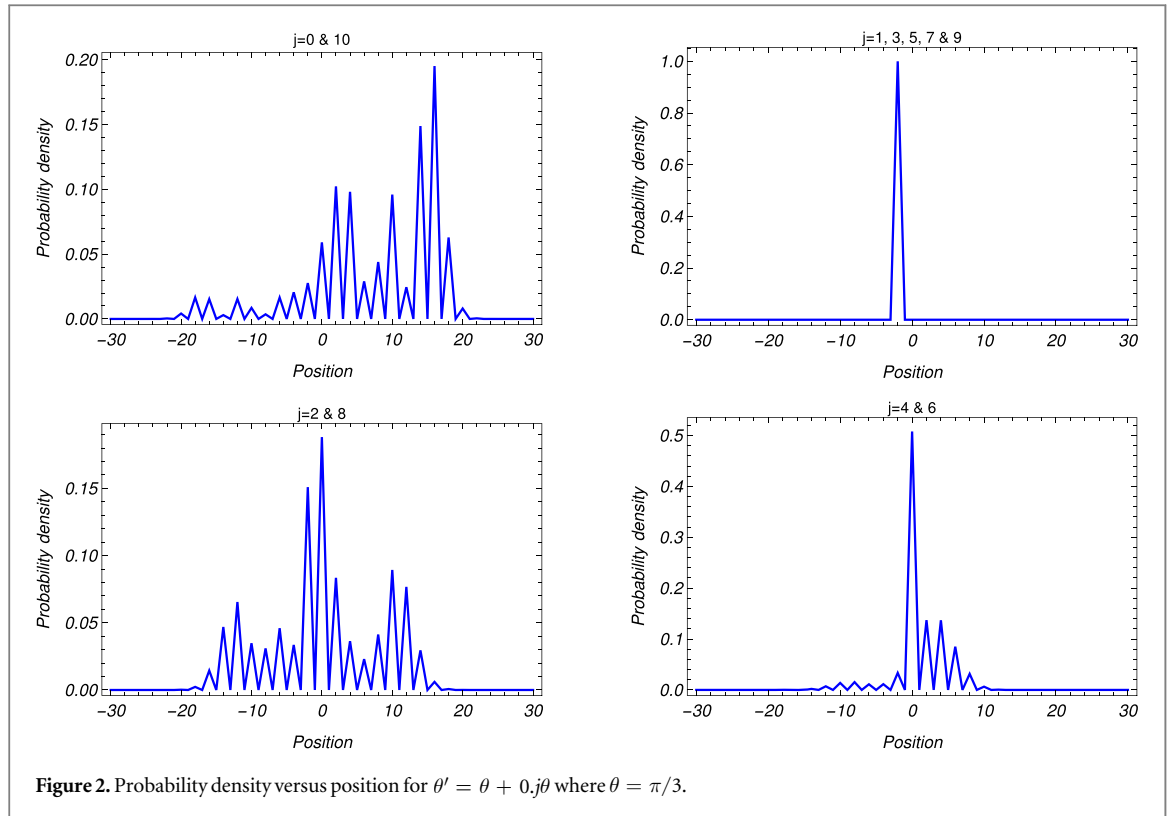 j=0 & 10
0.20
0.15
0.10
0.05
0.00
Probability density
−30 −20 −10 0 10 20 30
Position
j=1, 3, 5, 7 & 9
1.0
0.8
0.6
0.4
0.2
0.0
Probability density
−30 −20 −10 0 10 20 30
Position
j=2 & 8
0.15
0.10
0.05
0.00
Probability density
−30 −20 −10 0 10 20 30
Position
j=4 & 6
0.5
0.4
0.3
0.2
0.1
0.0
Probability density
−30 −20 −10 0 10 20 30
Position
Figure 2. Probability density versus position for θ′ = θ + 0.jθ where θ = π/3.